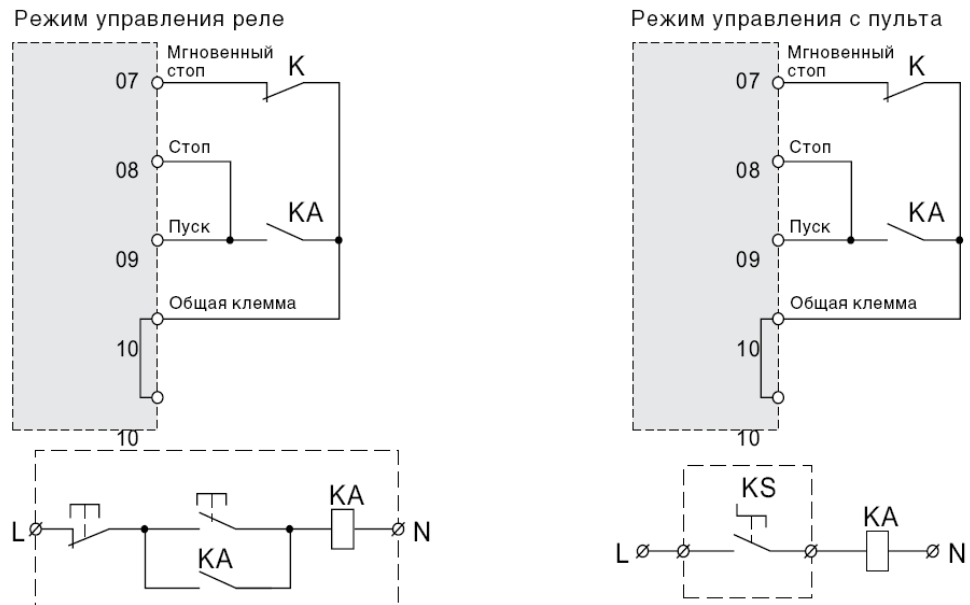 Режим управления реле
Мгновенный
стоп
K
07
Стоп
08
KA
Пуск
09
Общая клемма
10
10
KA
L
N
KA
Режим управления с пульта
Мгновенный
стоп
K
07
Стоп
08
KA
Пуск
09
Общая клемма
10
10
KS
KA
L
N